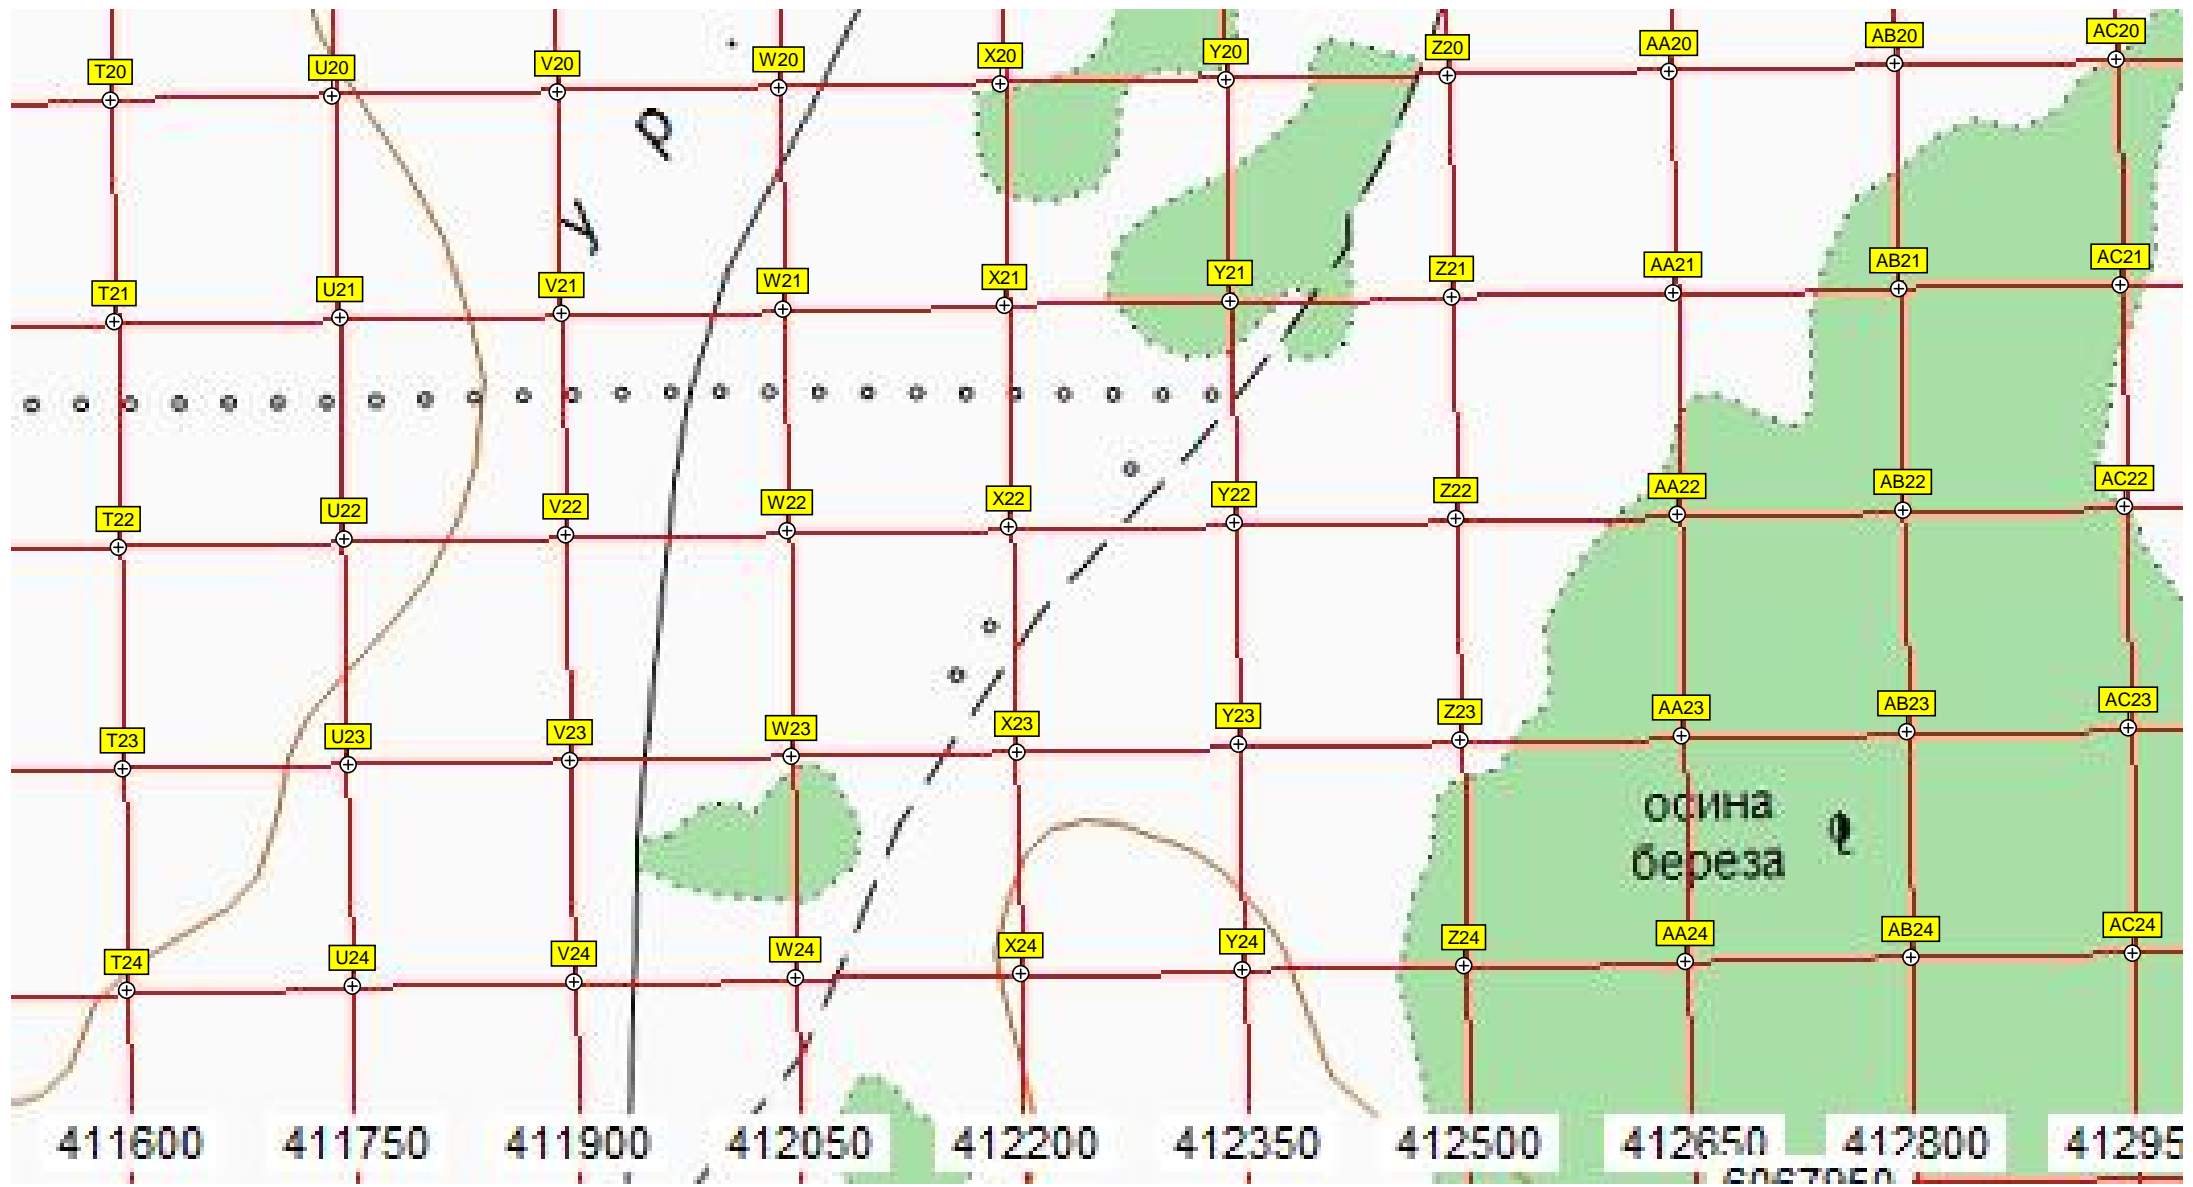 T20 U20 V20 W20 X20 Y20 Z20 AA20 AB20 AC20
р
у
T21 U21 V21 W21 X21 Y21 Z21 AA21 AB21 AC21
T22 U22 V22 W22 X22 Y22 Z22 AA22 AB22 AC22
T23 U23 V23 W23 X23 Y23 Z23 AA23 AB23 AC23
осина
береза
T24 U24 V24 W24 X24 Y24 Z24 AA24 AB24 AC24
411600 411750 411900 412050 412200 412350 412500 412650 412800 41295